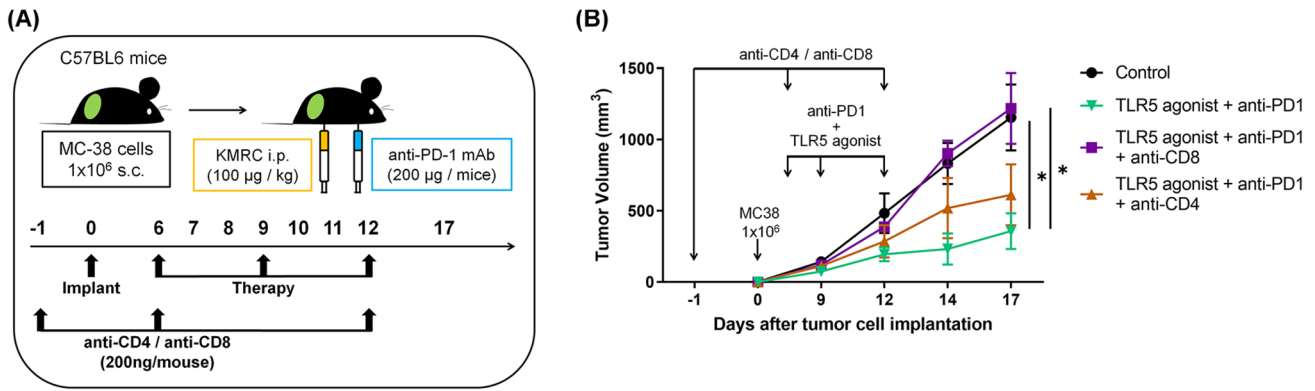 (A)
C57BL6 mice
MC-38 cells
1x10⁶ s.c.
KMRC i.p.
(100 µg / kg)
anti-PD-1 mAb
(200 µg / mice)
-1 0 6 7 8 9 10 11 12 17
Implant
Therapy
anti-CD4 / anti-CD8
(200ng/mouse)
(B)
anti-CD4 / anti-CD8
anti-PD1
+
TLR5 agonist
MC38
1x10⁶
Tumor Volume (mm³)
1500
1000
500
0
-1 0 9 12 14 17
Days after tumor cell implantation
* *
Control
TLR5 agonist + anti-PD1
TLR5 agonist + anti-PD1
+ anti-CD8
TLR5 agonist + anti-PD1
+ anti-CD4